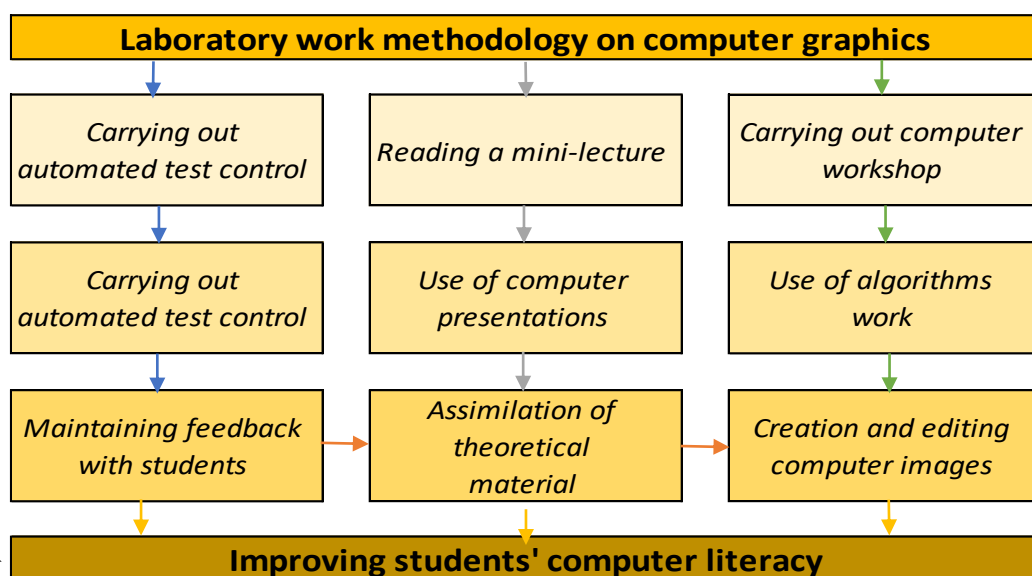 Laboratory work methodology on computer graphics
Carrying out
automated test control
Reading a mini-lecture
Carrying out computer
workshop
Carrying out
automated test control
Use of computer
presentations
Use of algorithms
work
Maintaining feedback
with students
Assimilation of
theoretical
material
Creation and editing
computer images
Improving students' computer literacy